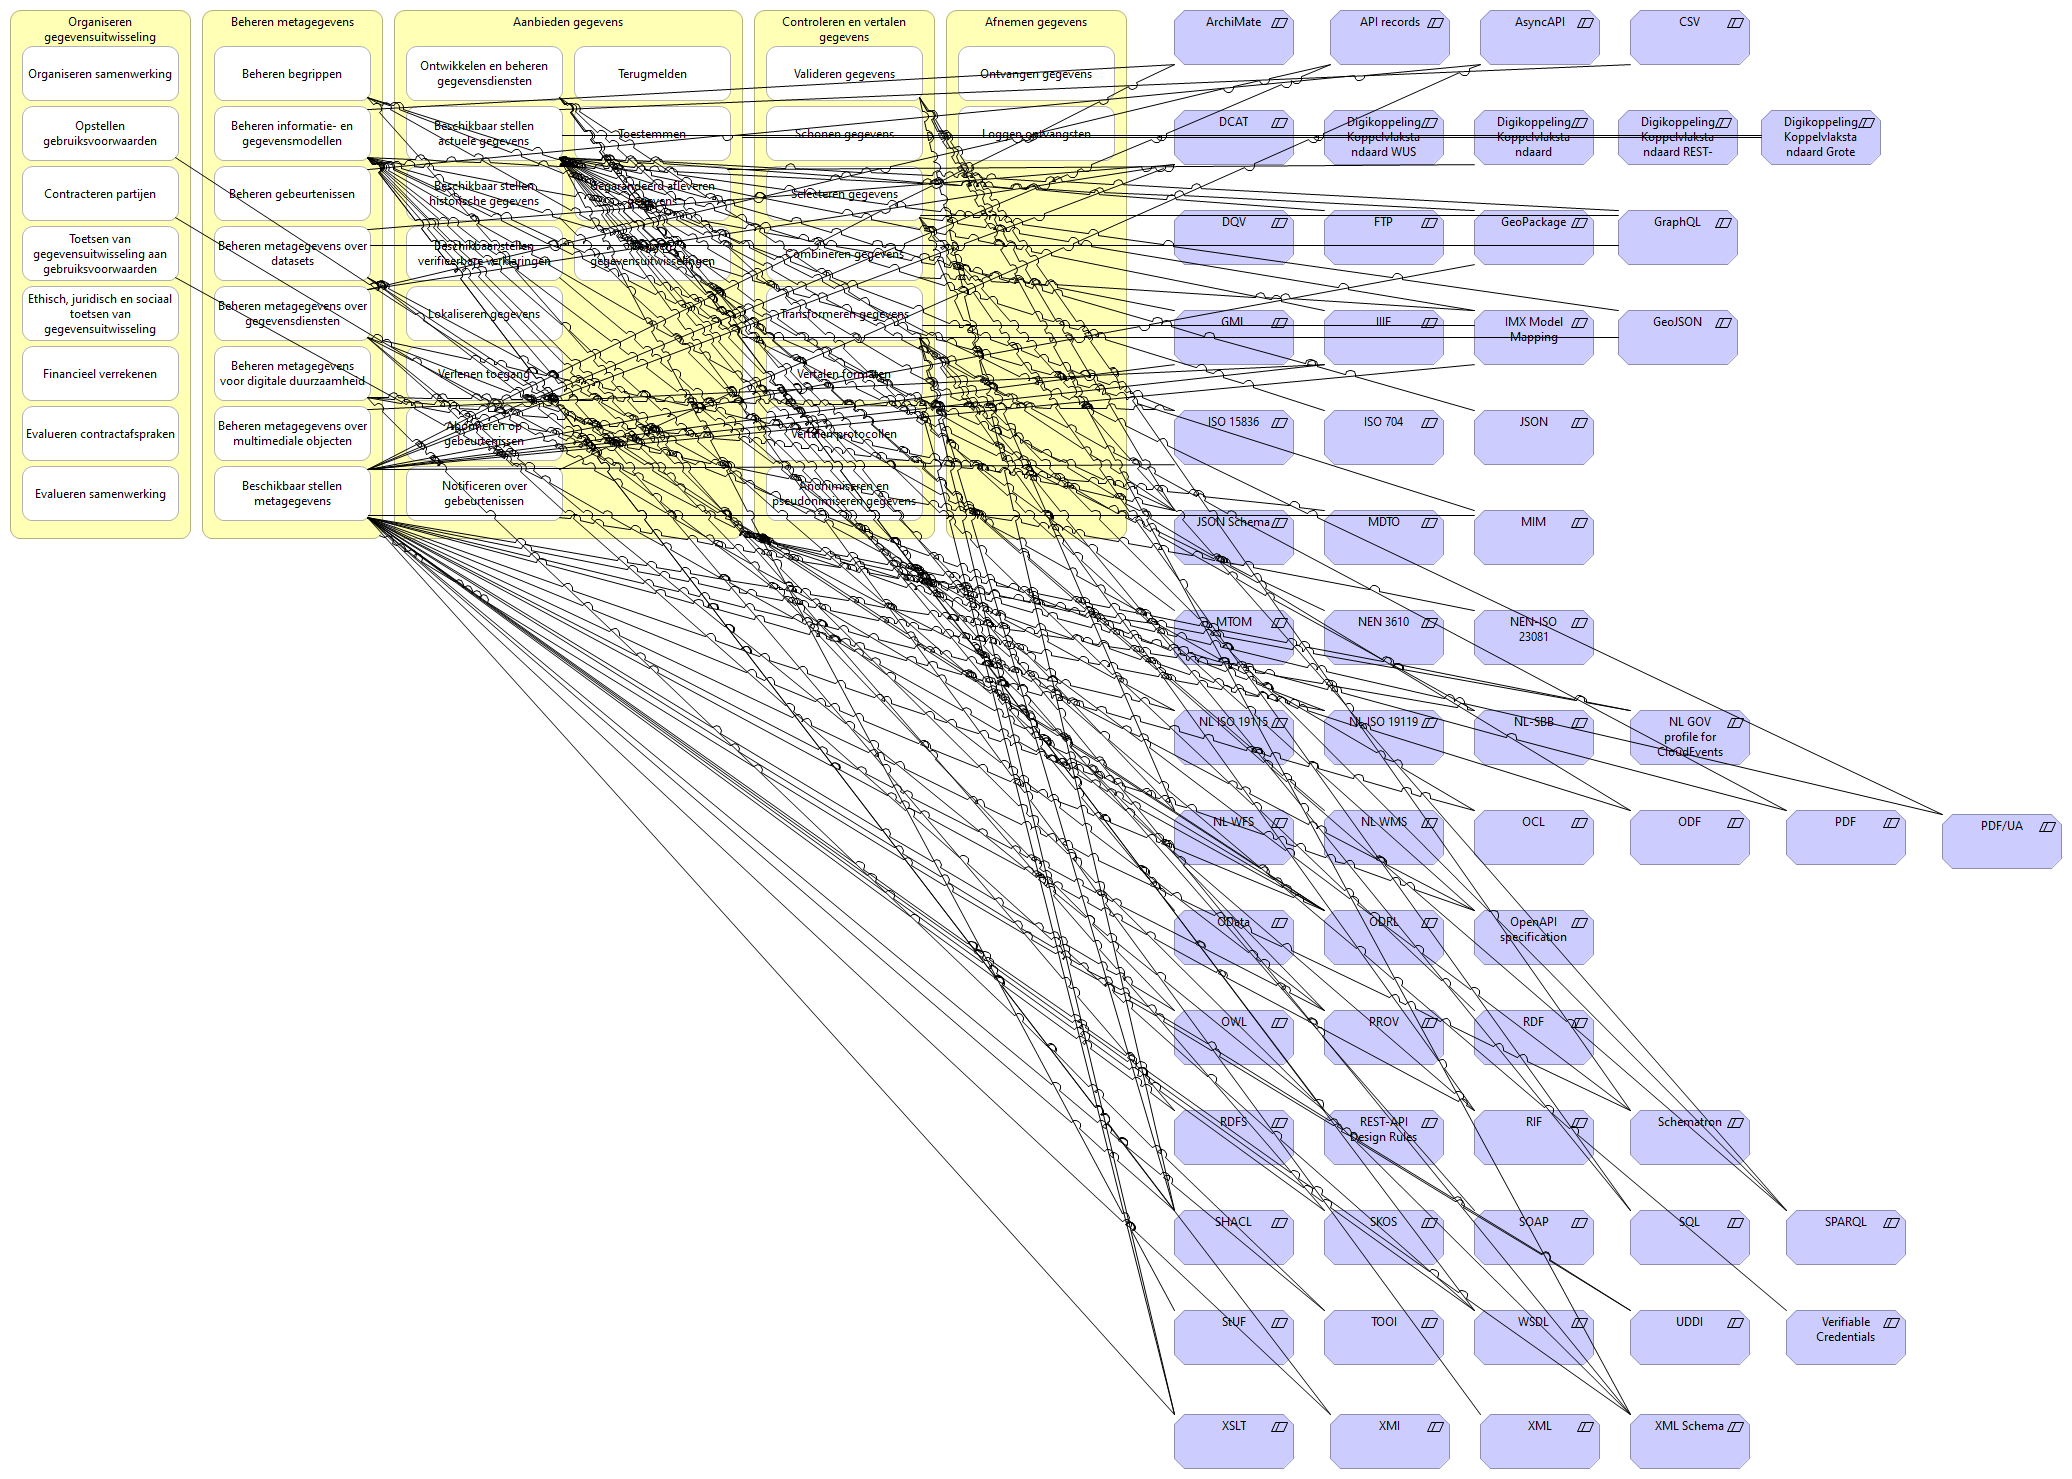 Organiseren
gegevensuitwisseling
Organiseren samenwerking
Opstellen
gebruiksvoorwaarden
Contracteren partijen
Toetsen van
gegevensuitwisseling aan
gebruiksvoorwaarden
Ethisch, juridisch en sociaal
toetsen van
gegevensuitwisseling
Financieel verrekenen
Evalueren contractafspraken
Evalueren samenwerking
Beheren metagegevens
Beheren begrippen
Beheren informatie- en
gegevensmodellen
Beheren gebeurtenissen
Beheren metagegevens over
datasets
Beheren metagegevens over
gegevensdiensten
Beheren metagegevens
voor digitale duurzaamheid
Beheren metagegevens over
multimediale objecten
Beschikbaar stellen
metagegevens
Aanbieden gegevens
Ontwikkelen en beheren
gegevensdiensten
Beschikbaar stellen
actuele gegevens
Beschikbaar stellen
historische gegevens
Beschikbaar stellen
verifieerbare verklaringen
Lokaliseren gegevens
Verlenen toegang
Abonneren op
gebeurtenissen
Notificeren over
gebeurtenissen
Terugmelden
Toestemmen
Gegarandeerd afleveren
gegevens
gegevensuitwisselingen
Controleren en vertalen
gegevens
Valideren gegevens
Schonen gegevens
Selecteren gegevens
Combineren gegevens
Transformeren gegevens
Vertalen formaten
Vertalen protocollen
Anonimiseren en
pseudonimiseren gegevens
Afnemen gegevens
Ontvangen gegevens
Loggen ontvangsten
ArchiMate
API records
AsyncAPI
CSV
DCAT
Digikoppeling
Koppelvlaksta
ndaard WUS
Digikoppeling
Koppelvlaksta
ndaard
Digikoppeling
Koppelvlaksta
ndaard REST-
Digikoppeling
Koppelvlaksta
ndaard Grote
DQV
FTP
GeoPackage
GraphQL
GML
IIIF
IMX Model
Mapping
GeoJSON
ISO 15836
ISO 704
JSON
JSON Schema
MDTO
MIM
MTOM
NEN 3610
NEN-ISO
23081
NL ISO 19115
NL ISO 19119
NL-SBB
NL GOV
profile for
CloudEvents
NL WFS
NL WMS
OCL
ODF
PDF
PDF/UA
OData
ODRL
OpenAPI
specification
OWL
PROV
RDF
RDFS
REST-API
Design Rules
RIF
Schematron
SHACL
SKOS
SOAP
SQL
SPARQL
StUF
TOOI
WSDL
UDDI
Verifiable
Credentials
XSLT
XMI
XML
XML Schema